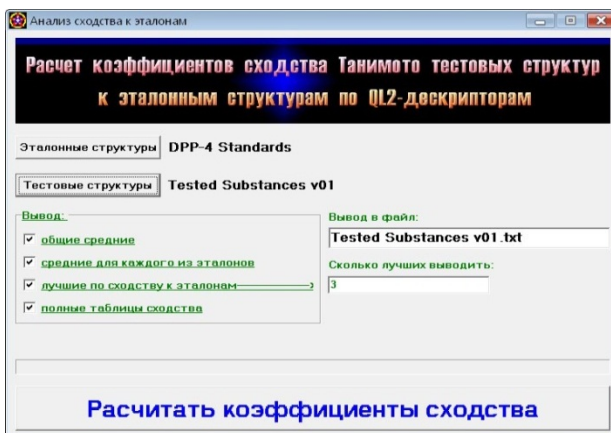 Анализ сходства к эталонам
Расчет коэффициентов сходства Танимото тестовых структур
к эталонным структурам по QL2-дескрипторам
Эталонные структуры DPP-4 Standards
Тестовые структуры Tested Substances v01
Вывод:
общие средние
средние для каждого из эталонов
лучшие по сходству к эталонам
полные таблицы сходства
Вывод в файл:
Tested Substances v01.txt
Сколько лучших выводить:
3
Расчитать коэффициенты сходства